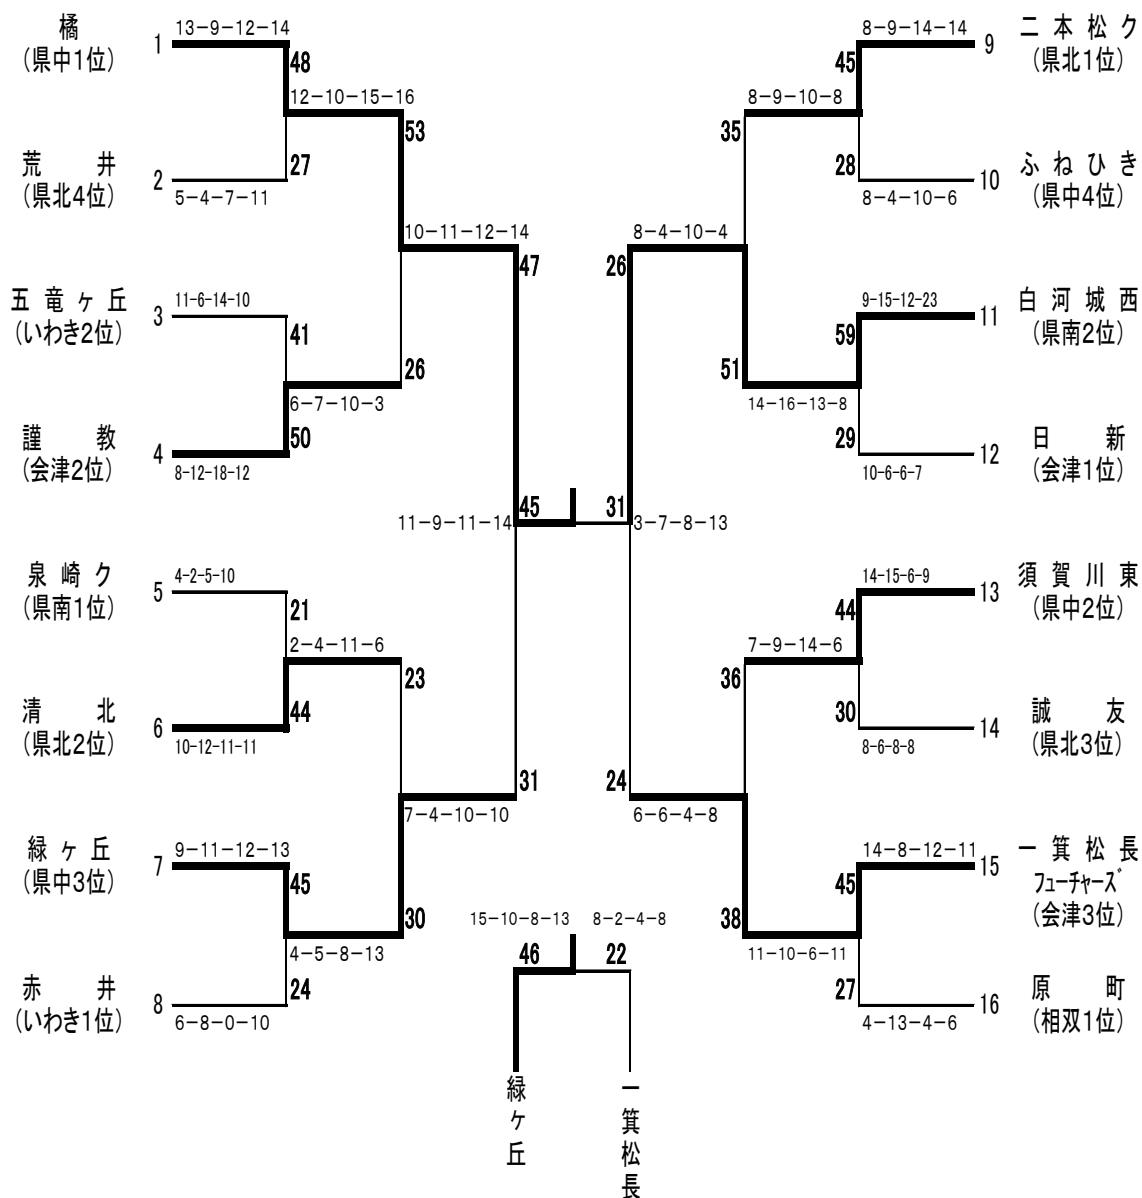 橘
(県中1位)
1
13-9-12-14
48
12-10-15-16
53
荒 井
(県北4位)
2
5-4-7-11
27
10-11-12-14
47
五竜ヶ丘
(いわき2位)
3
11-6-14-10
41
26
6-7-10-3
謹 教
(会津2位)
4
8-12-18-12
50
11-9-11-14
45
泉崎ク
(県南1位)
5
4-2-5-10
21
2-4-11-6
23
清 北
(県北2位)
6
10-12-11-11
44
31
7-4-10-10
緑ヶ丘
(県中3位)
7
9-11-12-13
45
30
4-5-8-13
赤 井
(いわき1位)
8
6-8-0-10
24
二本松ク
(県北1位)
9
8-9-14-14
45
8-9-10-8
35
ふねひき
(県中4位)
10
28
8-4-10-6
8-4-10-4
26
白河城西
(県南2位)
11
9-15-12-23
59
51
14-16-13-8
日 新
(会津1位)
12
29
10-6-6-7
31
3-7-8-13
須賀川東
(県中2位)
13
14-15-6-9
44
7-9-14-6
36
誠 友
(県北3位)
14
30
8-6-8-8
24
6-6-4-8
一箕松長
フューチャーズ
(会津3位)
15
14-8-12-11
45
38
11-10-6-11
原 町
(相双1位)
16
27
4-13-4-6
15-10-8-13
8-2-4-8
46
22
緑ヶ丘
一箕松長